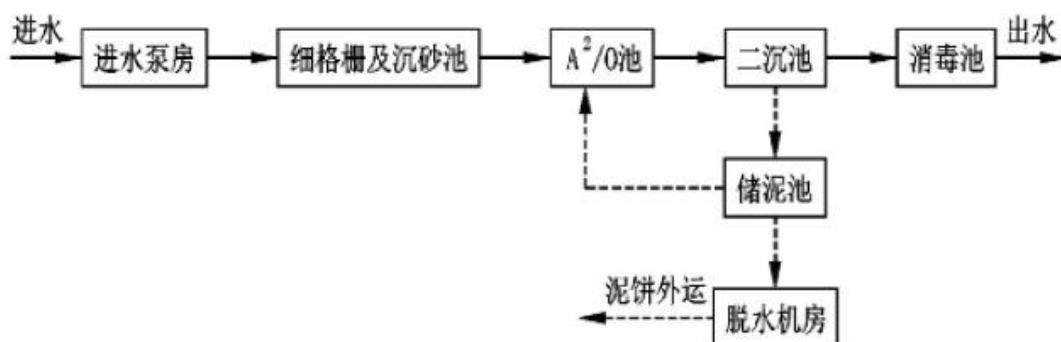 进水
进水泵房
细格栅及沉砂池
A²/O池
二沉池
消毒池
出水
储泥池
泥饼外运
脱水机房